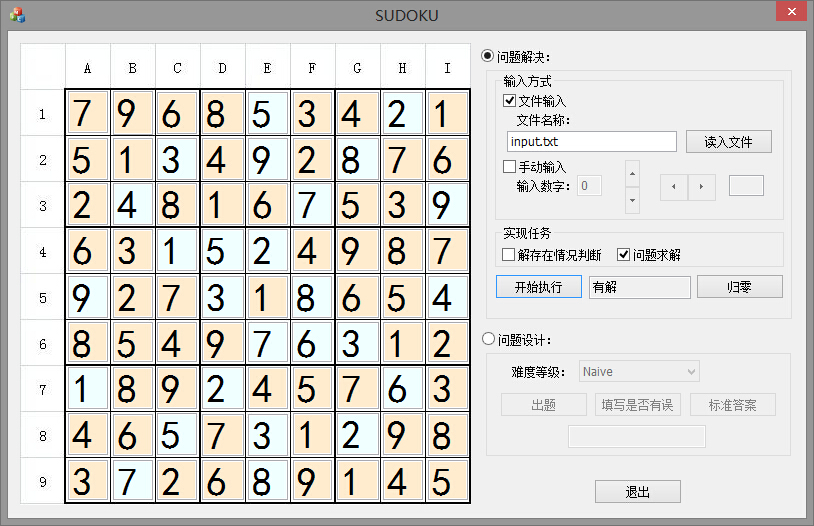 SUDOKU
A B C D E F G H I
1 7 9 6 8 5 3 4 2 1
2 5 1 3 4 9 2 8 7 6
3 2 4 8 1 6 7 5 3 9
4 6 3 1 5 2 4 9 8 7
5 9 2 7 3 1 8 6 5 4
6 8 5 4 9 7 6 3 1 2
7 1 8 9 2 4 5 7 6 3
8 4 6 5 7 3 1 2 9 8
9 3 7 2 6 8 9 1 4 5
问题解决:
输入方式
文件输入
文件名称:
input.txt 读入文件
手动输入
输入数字: 0
实现任务
解存在情况判断 问题求解
开始执行 有解 归零
问题设计:
难度等级: Naive
出题 填写是否有误 标准答案
退出